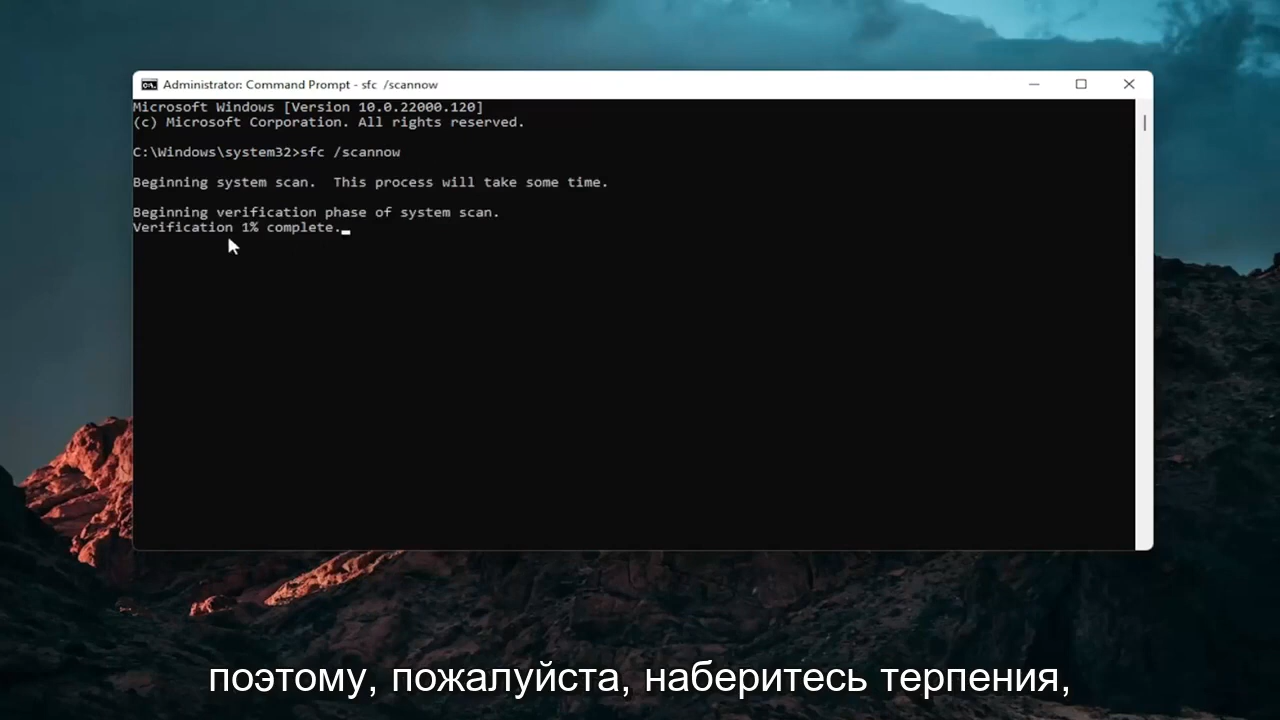 Administrator: Command Prompt - sfc /scannow
Microsoft Windows [Version 10.0.22000.120]
(c) Microsoft Corporation. All rights reserved.
C:\Windows\system32>sfc /scannow
Beginning system scan.  This process will take some time.
Beginning verification phase of system scan.
Verification 1% complete.
поэтому, пожалуйста, наберитесь терпения,